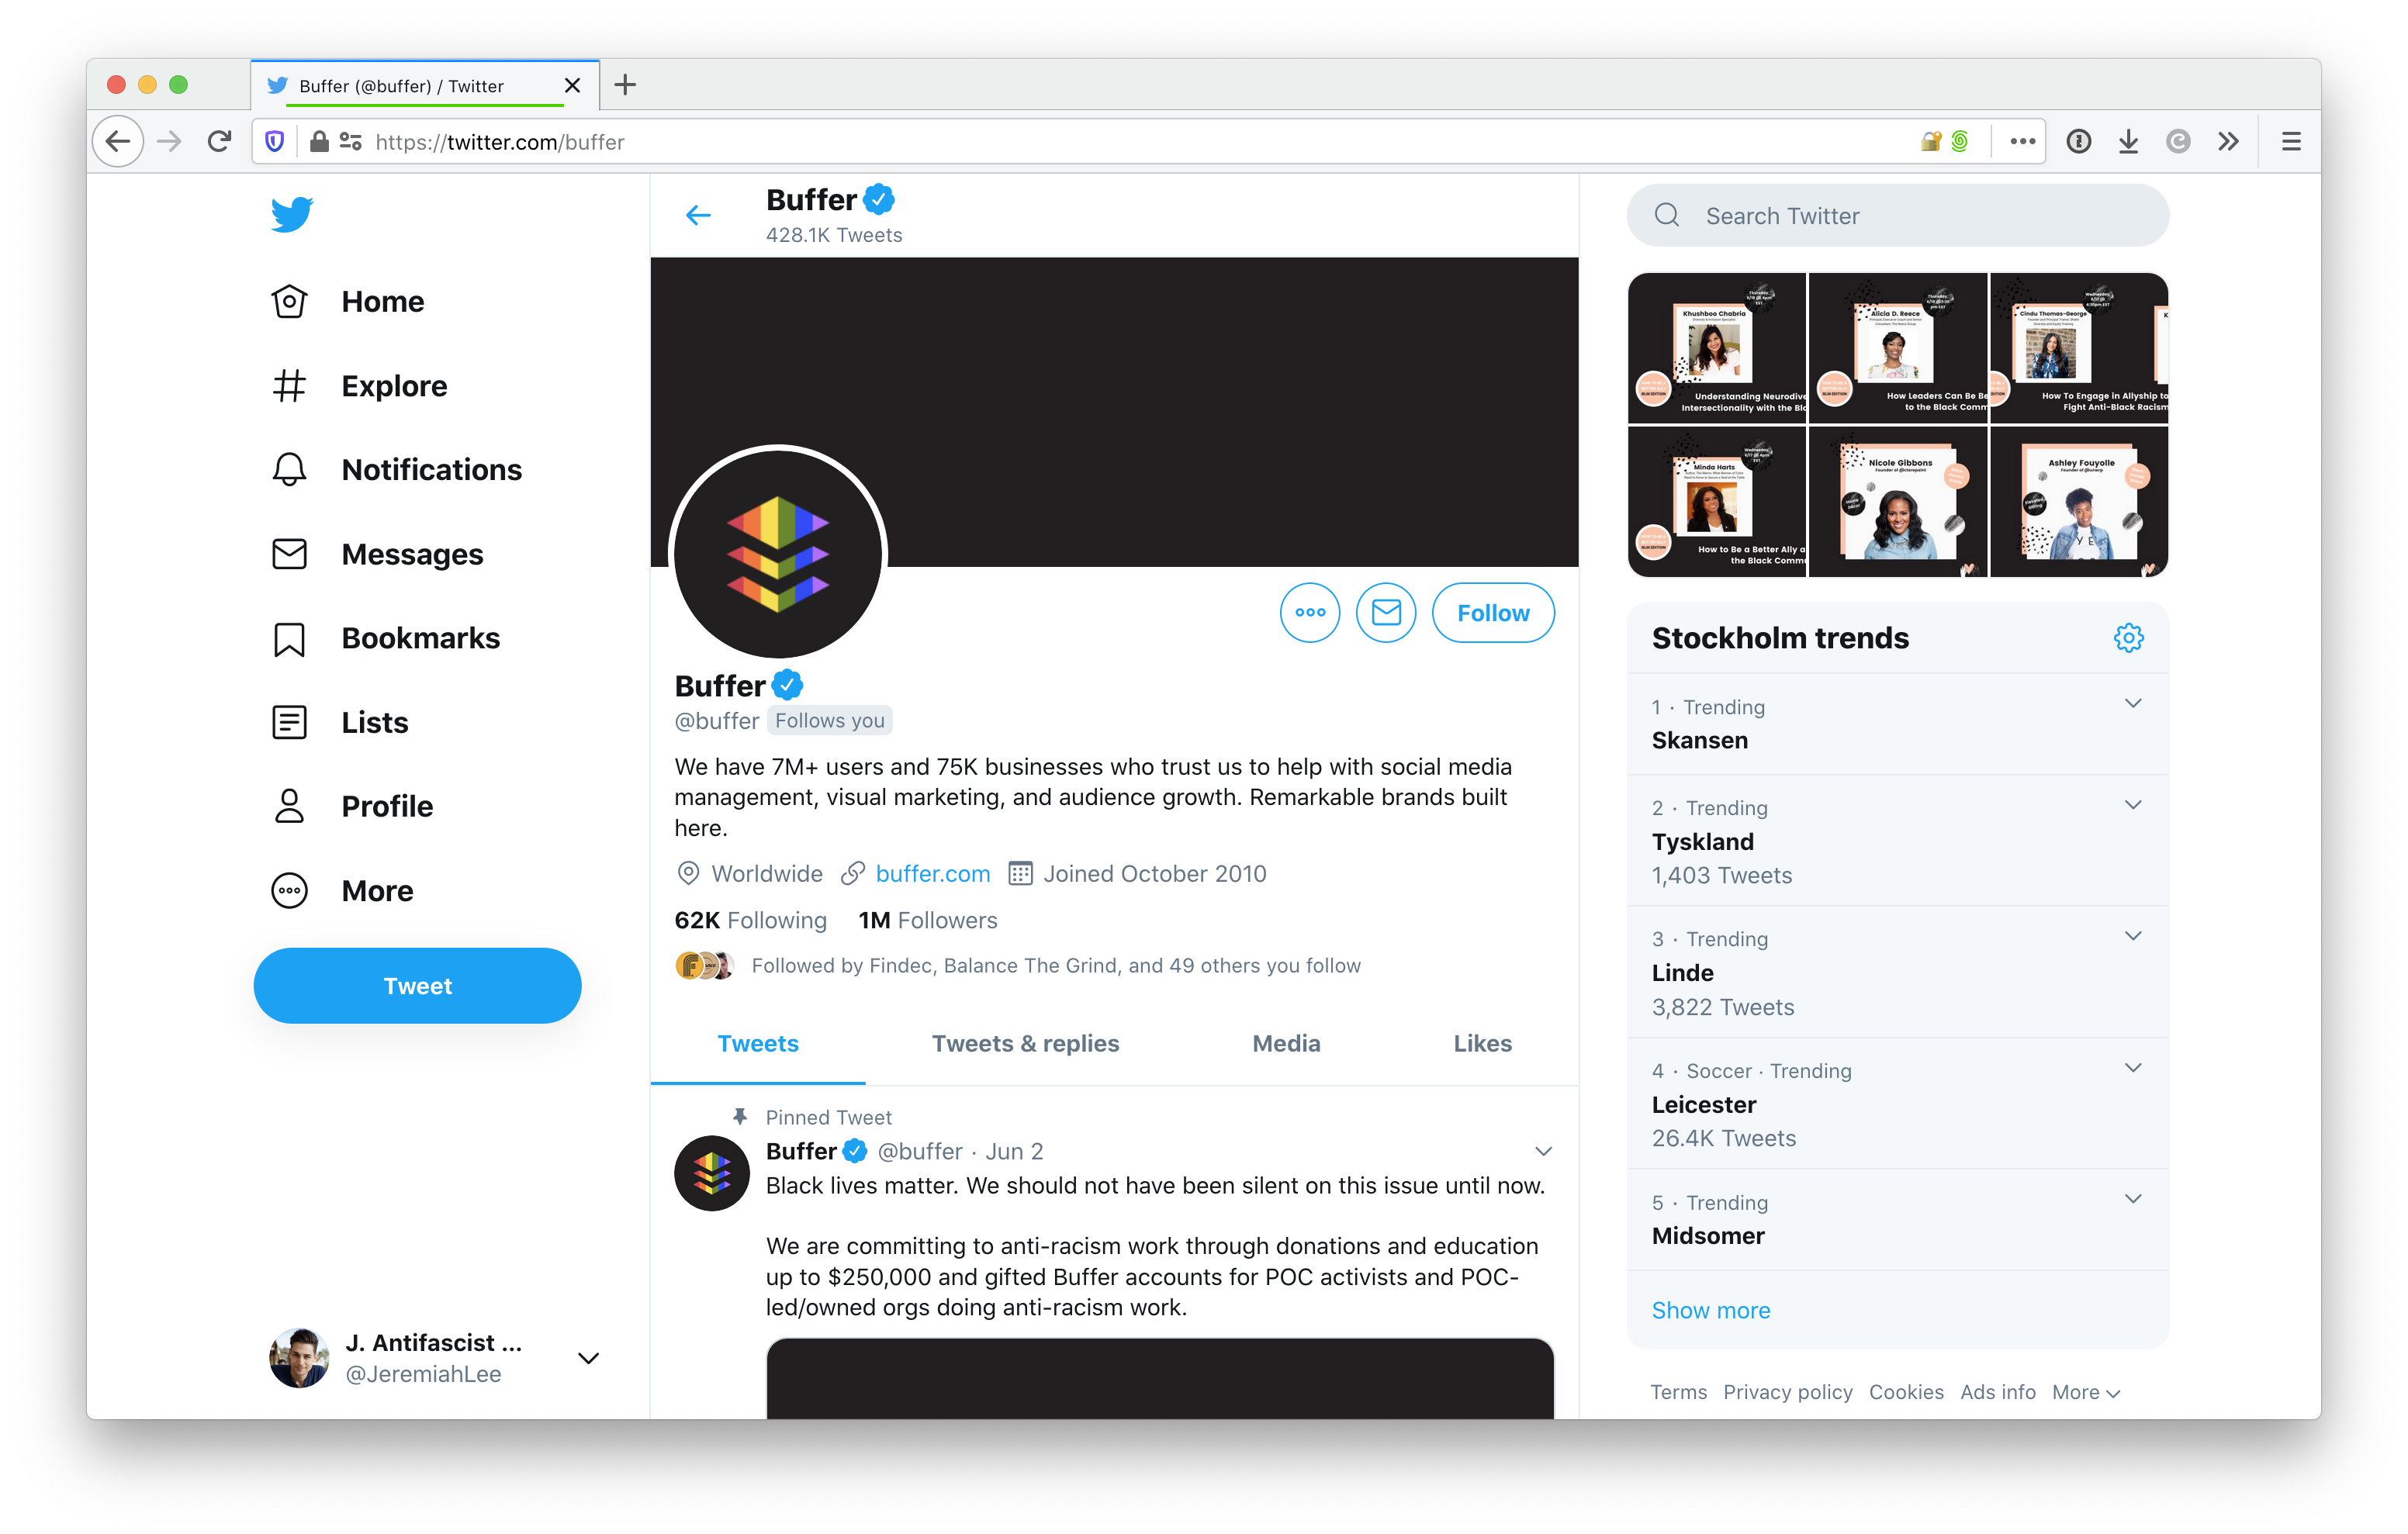 Buffer (@buffer) / Twitter
https://twitter.com/buffer
Home
Explore
Notifications
Messages
Bookmarks
Lists
Profile
More
Tweet
J. Antifascist ...
@JeremiahLee
Buffer
428.1K Tweets
Follow
Buffer
@buffer Follows you
We have 7M+ users and 75K businesses who trust us to help with social media
management, visual marketing, and audience growth. Remarkable brands built
here.
Worldwide buffer.com Joined October 2010
62K Following 1M Followers
Followed by Findec, Balance The Grind, and 49 others you follow
Tweets Tweets & replies Media Likes
Pinned Tweet
Buffer @buffer · Jun 2
Black lives matter. We should not have been silent on this issue until now.
We are committing to anti-racism work through donations and education
up to $250,000 and gifted Buffer accounts for POC activists and POC-
led/owned orgs doing anti-racism work.
Search Twitter
Khushboo Chabria
Understanding Neurodive
Intersectionality with the Blo
Alicia D. Reece
How Leaders Can Be Be
to the Black Comm
Cindu Thomas-George
How To Engage in Allyship to
Fight Anti-Black Racism
Minda Harts
How to Be a Better Ally a
the Black Commu
Nicole Gibbons
Ashley Fouyolle
Stockholm trends
1 · Trending
Skansen
2 · Trending
Tyskland
1,403 Tweets
3 · Trending
Linde
3,822 Tweets
4 · Soccer · Trending
Leicester
26.4K Tweets
5 · Trending
Midsomer
Show more
Terms Privacy policy Cookies Ads info More